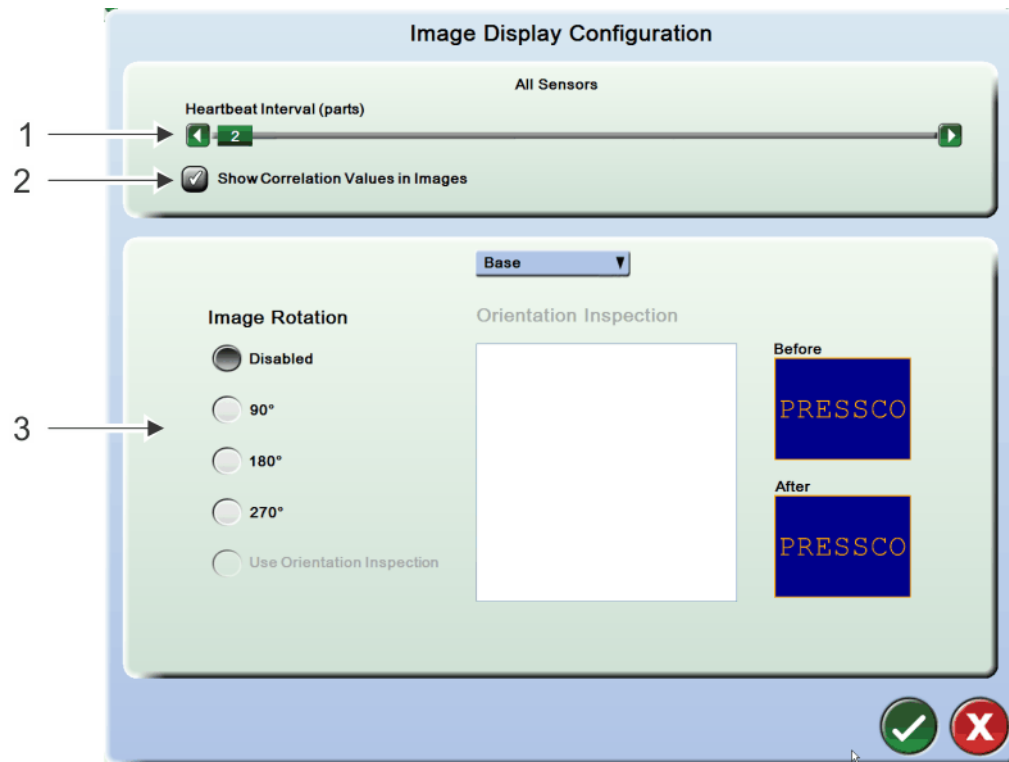 Image Display Configuration
All Sensors
Heartbeat Interval (parts)
1
2
2
Show Correlation Values in Images
Base
Image Rotation
Orientation Inspection
Disabled
Before
90°
PRESSCO
3
180°
After
270°
PRESSCO
Use Orientation Inspection